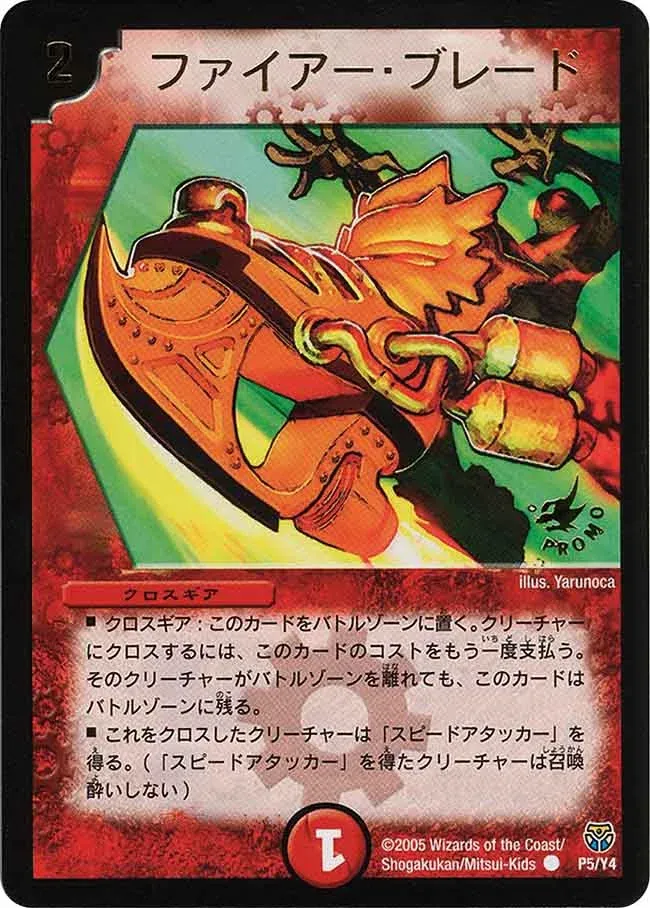 2
ファイアー・ブレード
PROMO
illus. Yarunoca
クロスギア
■ クロスギア：このカードをバトルゾーンに置く。クリーチャー
にクロスするには、このカードのコストをもう一度支払う。
そのクリーチャーがバトルゾーンを離れても、このカードは
バトルゾーンに残る。
■ これをクロスしたクリーチャーは「スピードアタッカー」を
得る。（「スピードアタッカー」を得たクリーチャーは召喚
酔いしない）
1
©2005 Wizards of the Coast/
Shogakukan/Mitsui-Kids
P5/Y4